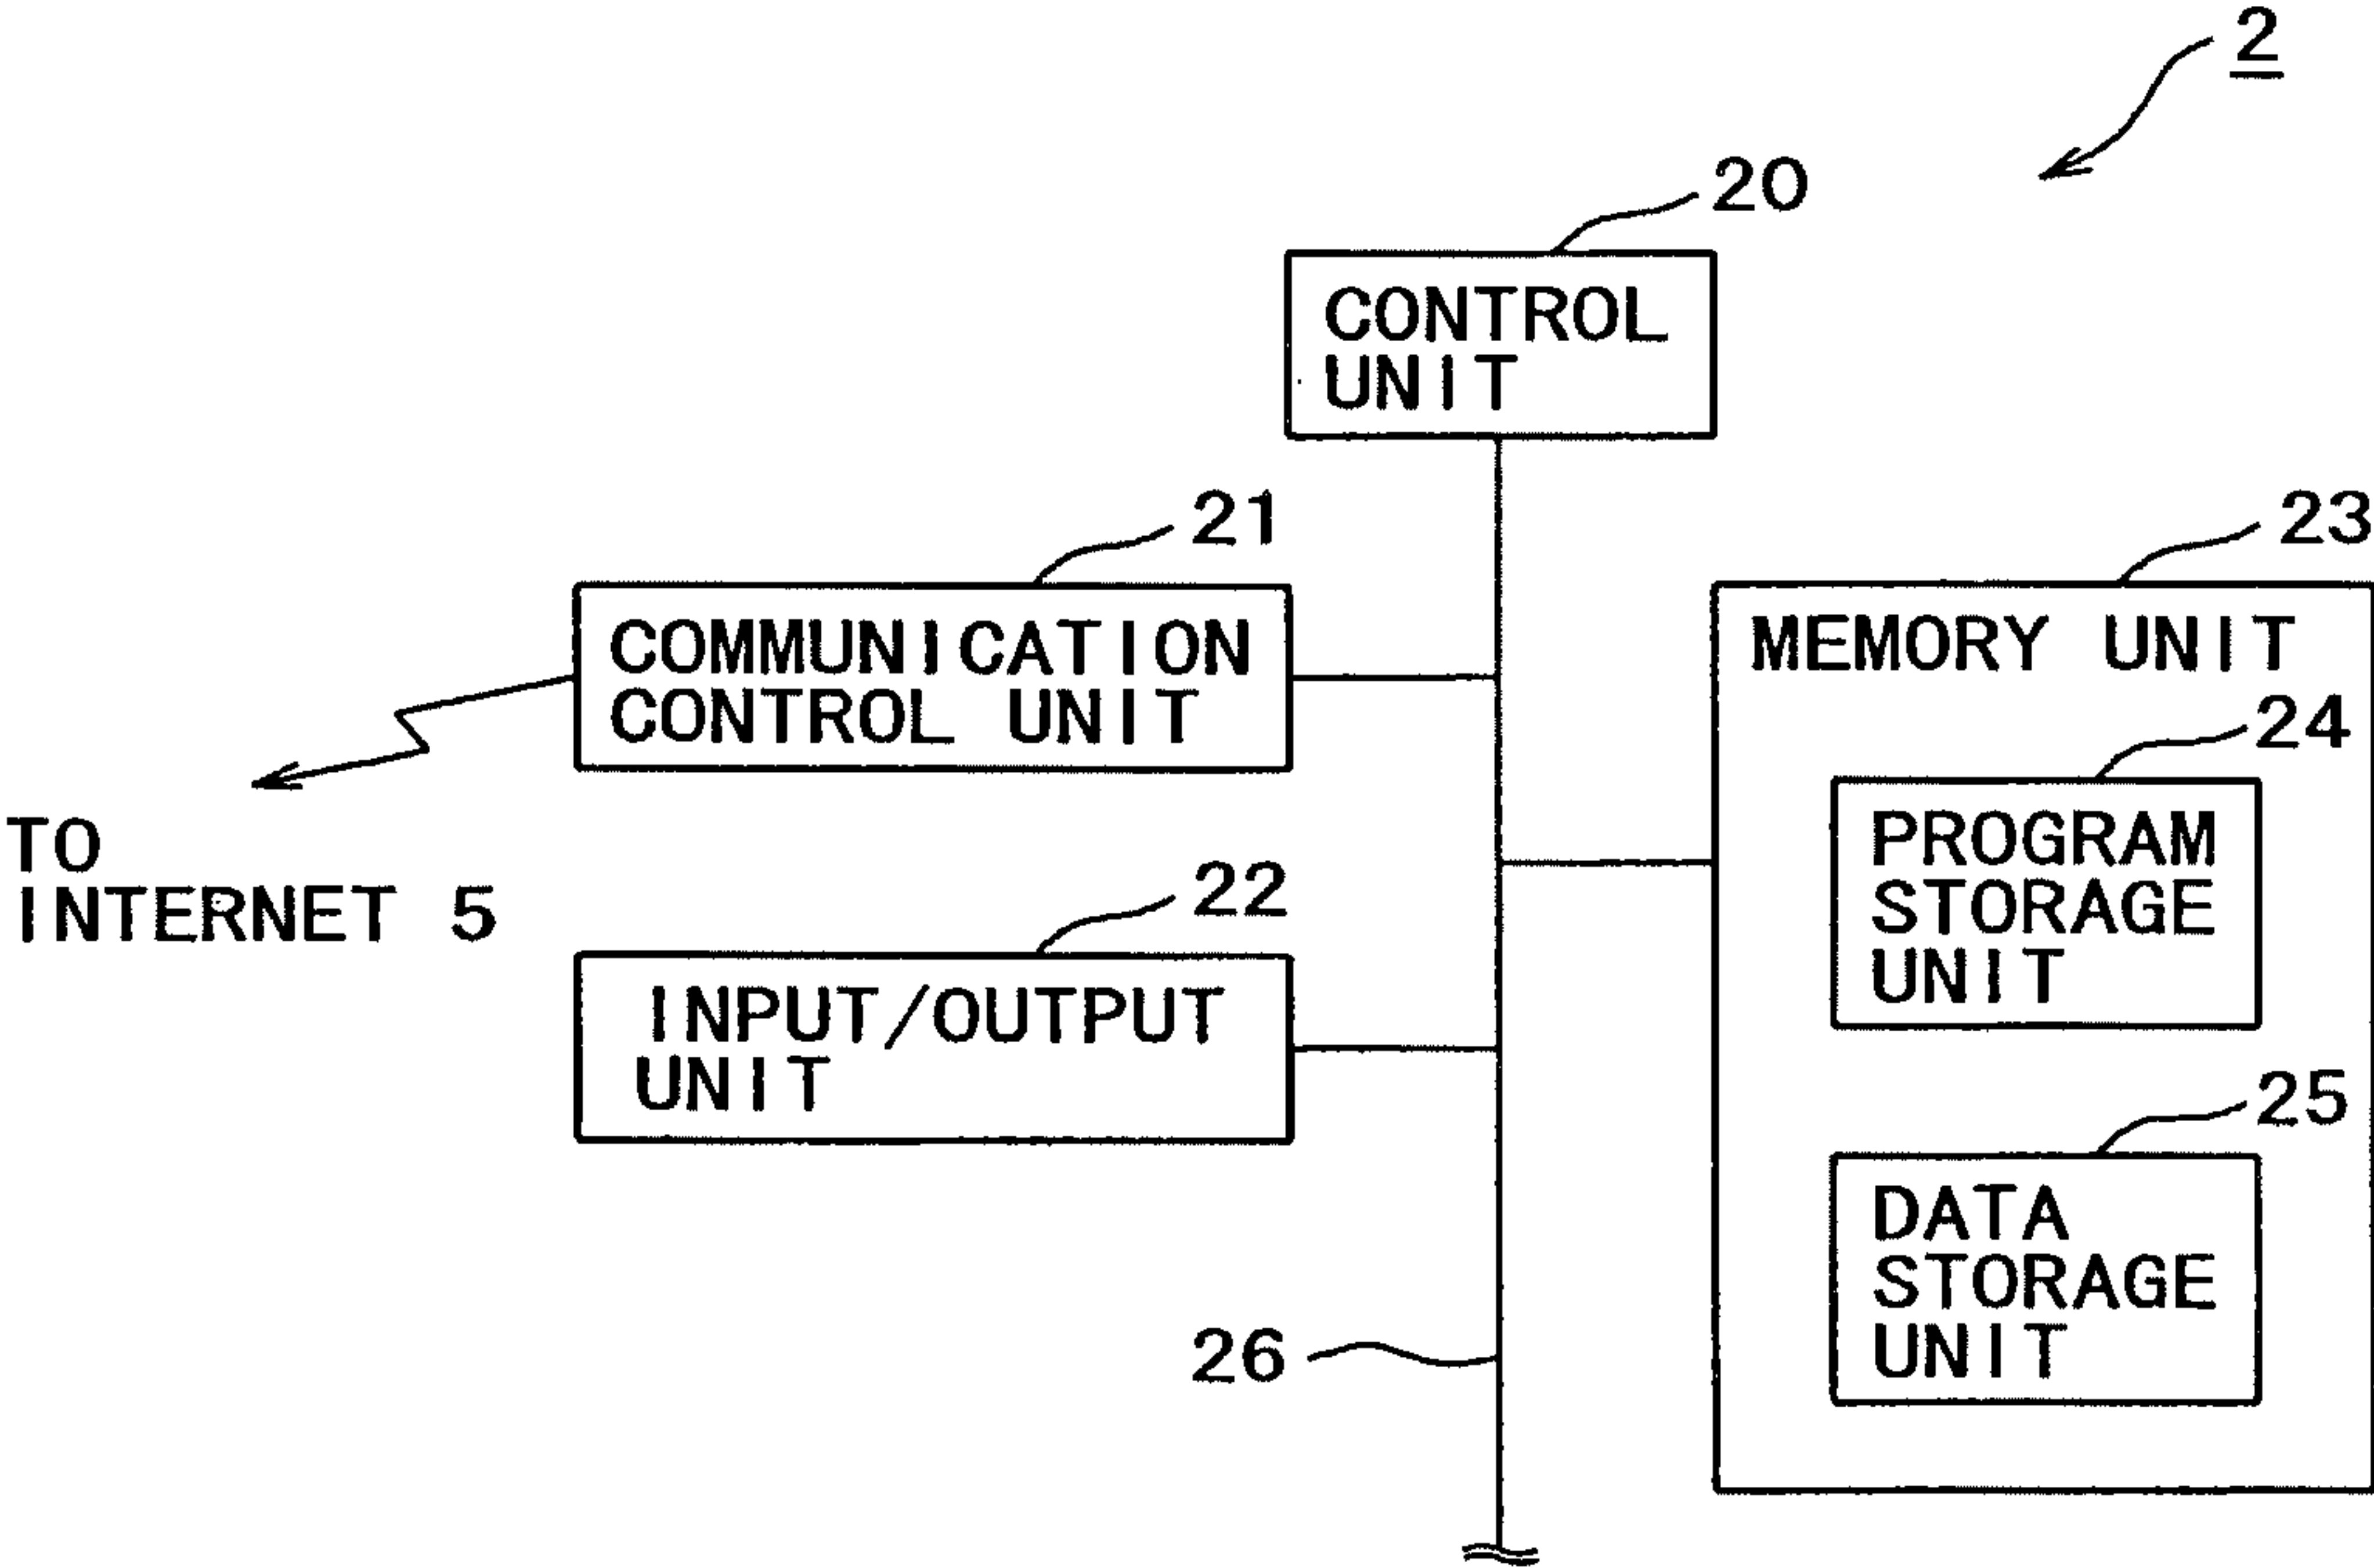 2
20
CONTROL
UNIT
21
COMMUNICATION
CONTROL UNIT
23
MEMORY UNIT
24
PROGRAM
STORAGE
UNIT
TO
INTERNET 5
22
INPUT/OUTPUT
UNIT
25
DATA
STORAGE
UNIT
26